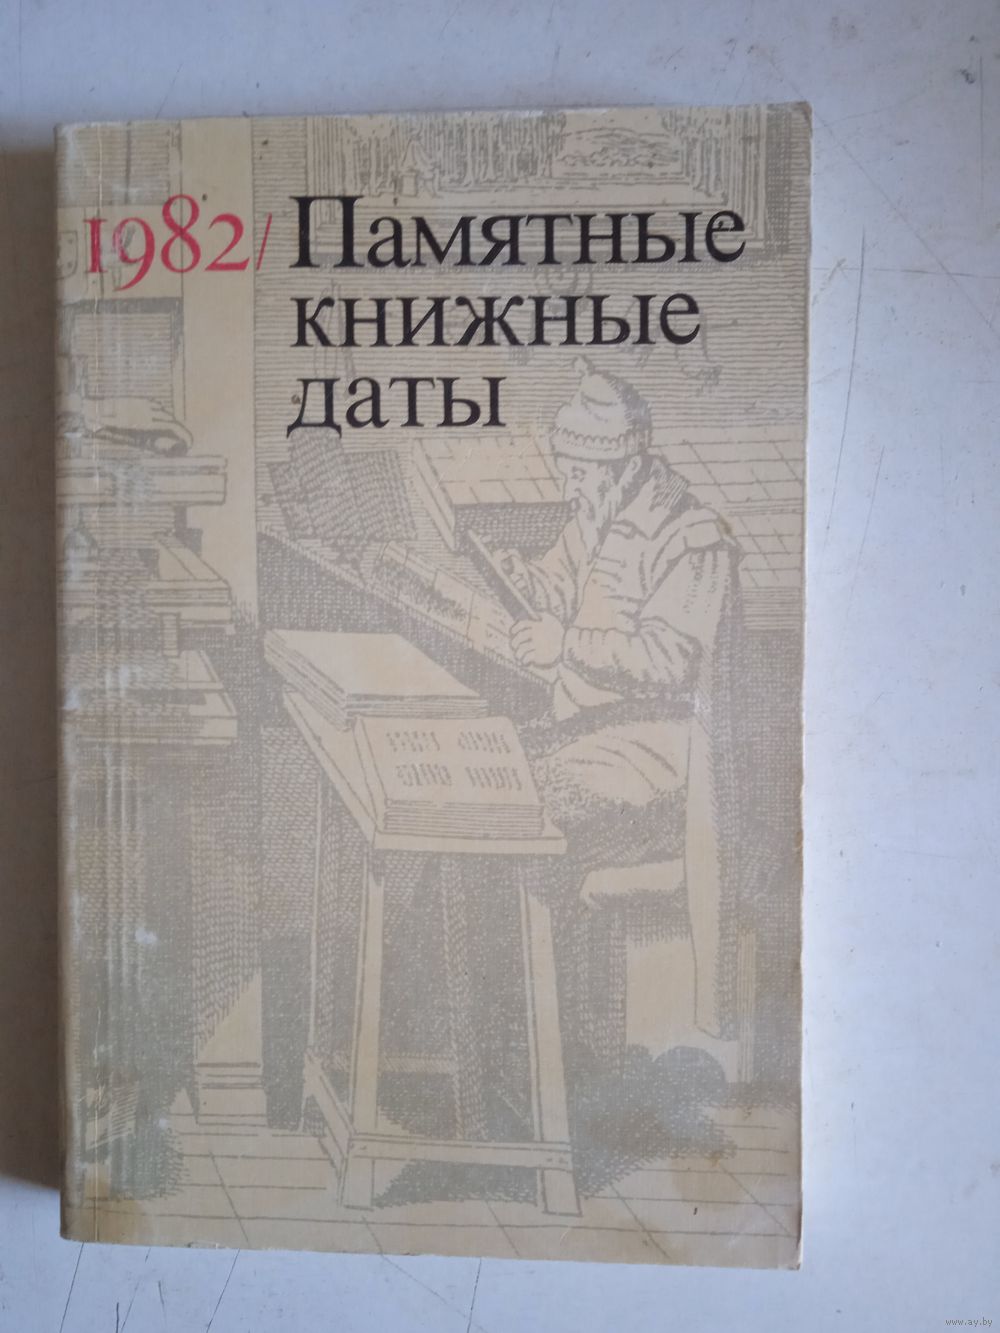 1982/ Памятные
книжные
даты
www.ay.by